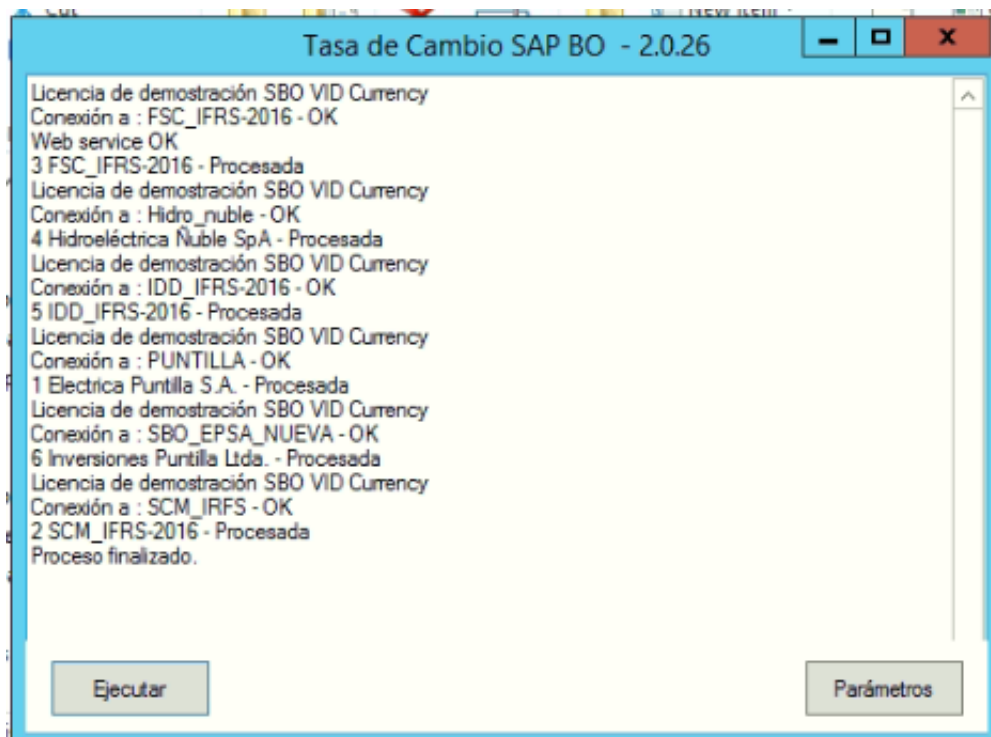 Cut
New item
Tasa de Cambio SAP BO - 2.0.26
Licencia de demostración SBO VID Currency
Conexión a : FSC_IFRS-2016 - OK
Web service OK
3 FSC_IFRS-2016 - Procesada
Licencia de demostración SBO VID Currency
Conexión a : Hidro_nuble - OK
4 Hidroeléctrica Ñuble SpA - Procesada
Licencia de demostración SBO VID Currency
Conexión a : IDD_IFRS-2016 - OK
5 IDD_IFRS-2016 - Procesada
Licencia de demostración SBO VID Currency
Conexión a : PUNTILLA - OK
1 Electrica Puntilla S.A. - Procesada
Licencia de demostración SBO VID Currency
Conexión a : SBO_EPSA_NUEVA - OK
6 Inversiones Puntilla Ltda. - Procesada
Licencia de demostración SBO VID Currency
Conexión a : SCM_IRFS - OK
2 SCM_IFRS-2016 - Procesada
Proceso finalizado.
Ejecutar
Parámetros